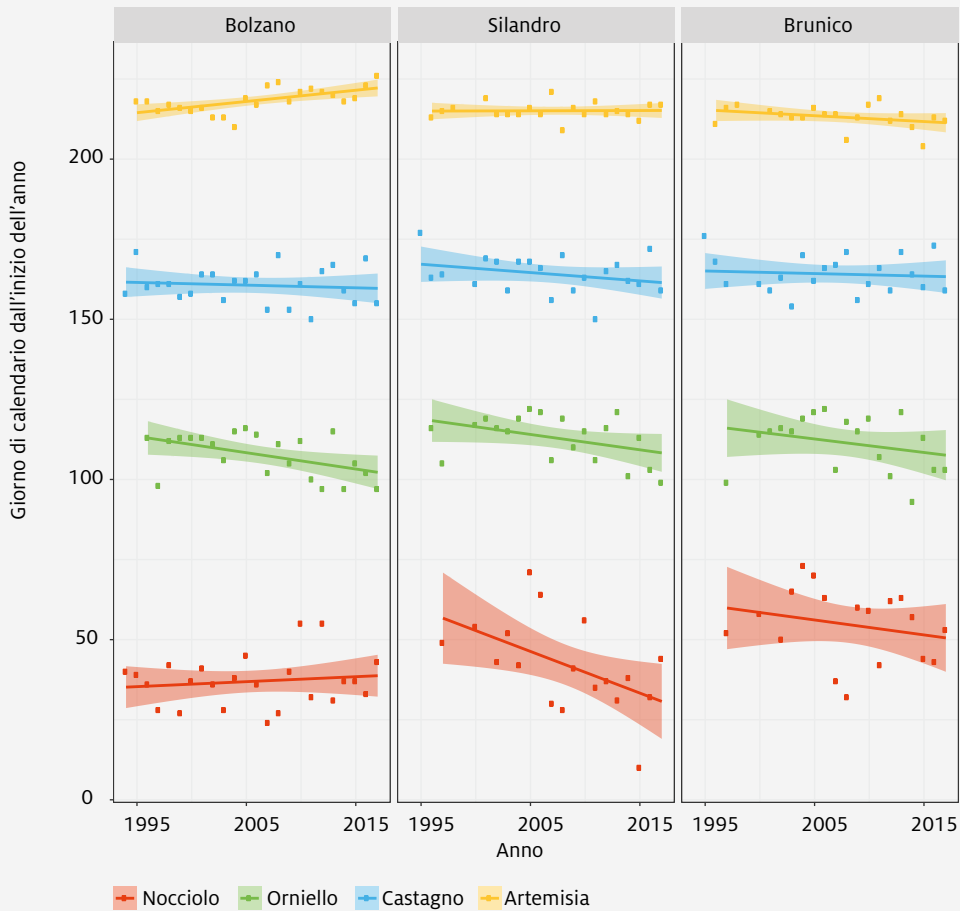 Bolzano Silandro Brunico
Giorno di calendario dall'inizio dell'anno
200
150
100
50
0
1995 2005 2015 1995 2005 2015 1995 2005 2015
Anno
Nocciolo Orniello Castagno Artemisia